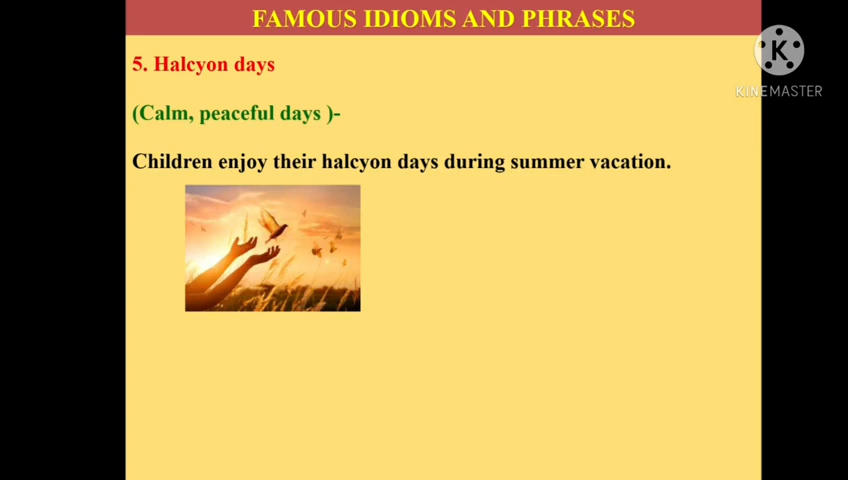 FAMOUS IDIOMS AND PHRASES
5. Halcyon days
(Calm, peaceful days )-
Children enjoy their halcyon days during summer vacation.
K
KINEMASTER